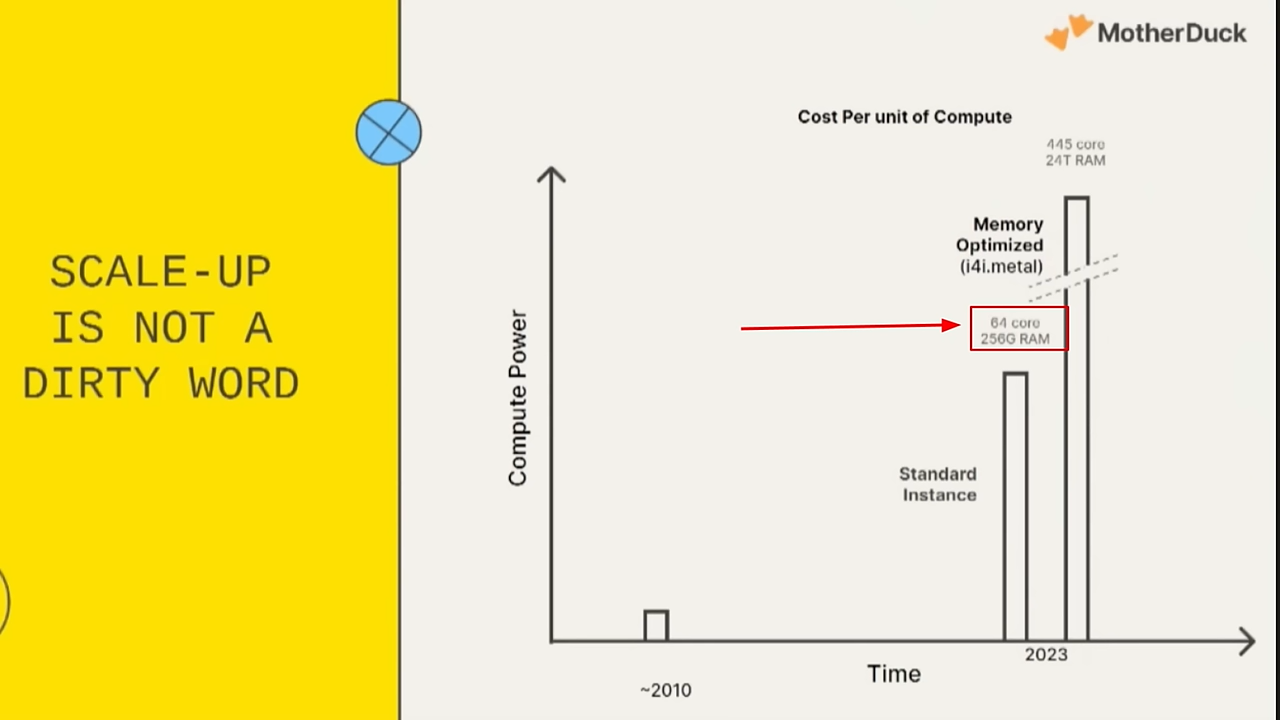 MotherDuck
SCALE-UP
IS NOT A
DIRTY WORD
Cost Per unit of Compute
445 core
24T RAM
Memory
Optimized
(i4i.metal)
64 core
256G RAM
Standard
Instance
Compute Power
2023
Time
~2010